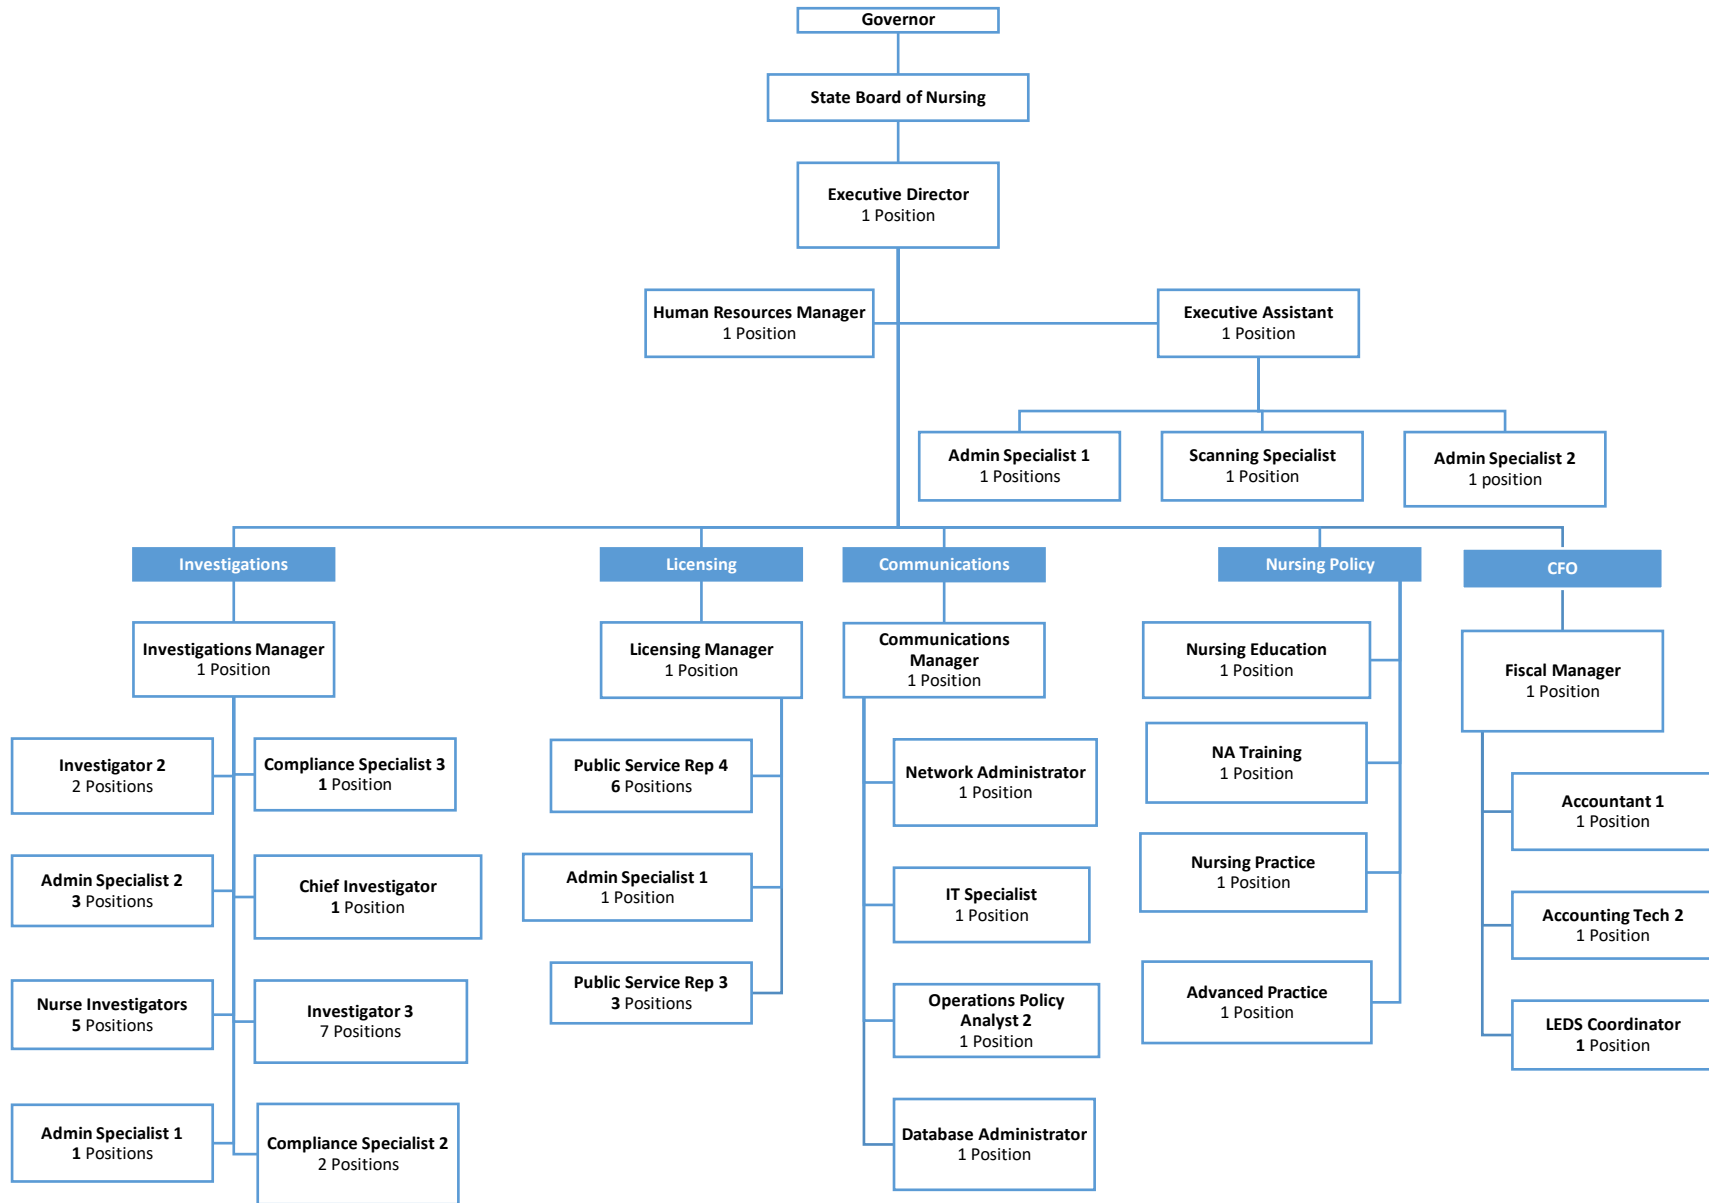 Governor
State Board of Nursing
Executive Director
1 Position
Human Resources Manager
1 Position
Executive Assistant
1 Position
Admin Specialist 1
1 Positions
Scanning Specialist
1 Position
Admin Specialist 2
1 position
Investigations
Licensing
Communications
Nursing Policy
CFO
Investigations Manager
1 Position
Investigator 2
2 Positions
Compliance Specialist 3
1 Position
Admin Specialist 2
3 Positions
Chief Investigator
1 Position
Nurse Investigators
5 Positions
Investigator 3
7 Positions
Admin Specialist 1
1 Positions
Compliance Specialist 2
2 Positions
Licensing Manager
1 Position
Public Service Rep 4
6 Positions
Admin Specialist 1
1 Position
Public Service Rep 3
3 Positions
Communications
Manager
1 Position
Network Administrator
1 Position
IT Specialist
1 Position
Operations Policy
Analyst 2
1 Position
Database Administrator
1 Position
Nursing Education
1 Position
NA Training
1 Position
Nursing Practice
1 Position
Advanced Practice
1 Position
Fiscal Manager
1 Position
Accountant 1
1 Position
Accounting Tech 2
1 Position
LEDS Coordinator
1 Position